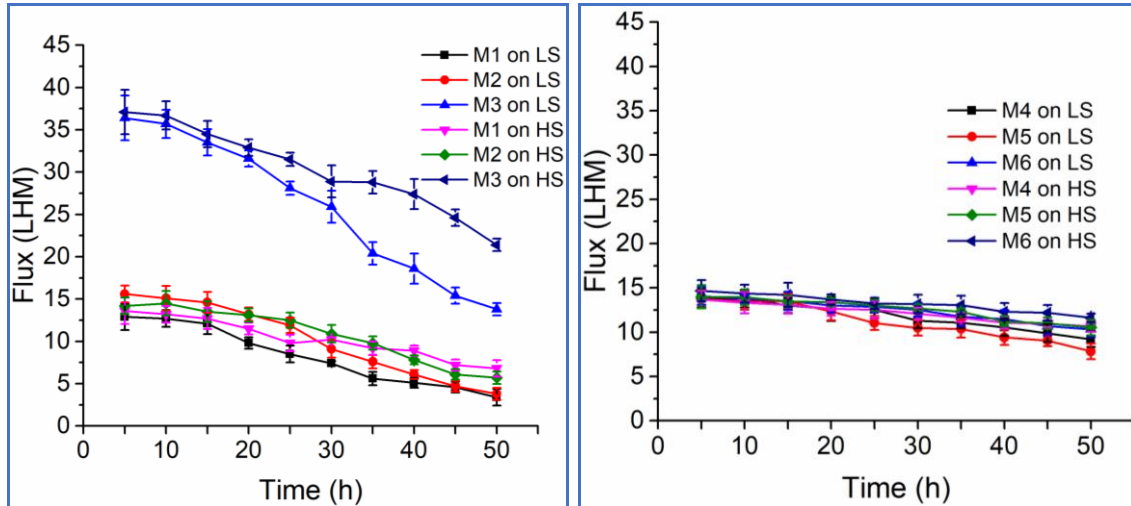 45
40
35
30
25
20
15
10
5
0
Flux (LHM)
0 10 20 30 40 50
Time (h)
M1 on LS
M2 on LS
M3 on LS
M1 on HS
M2 on HS
M3 on HS
45
40
35
30
25
20
15
10
5
0
Flux (LHM)
0 10 20 30 40 50
Time (h)
M4 on LS
M5 on LS
M6 on LS
M4 on HS
M5 on HS
M6 on HS